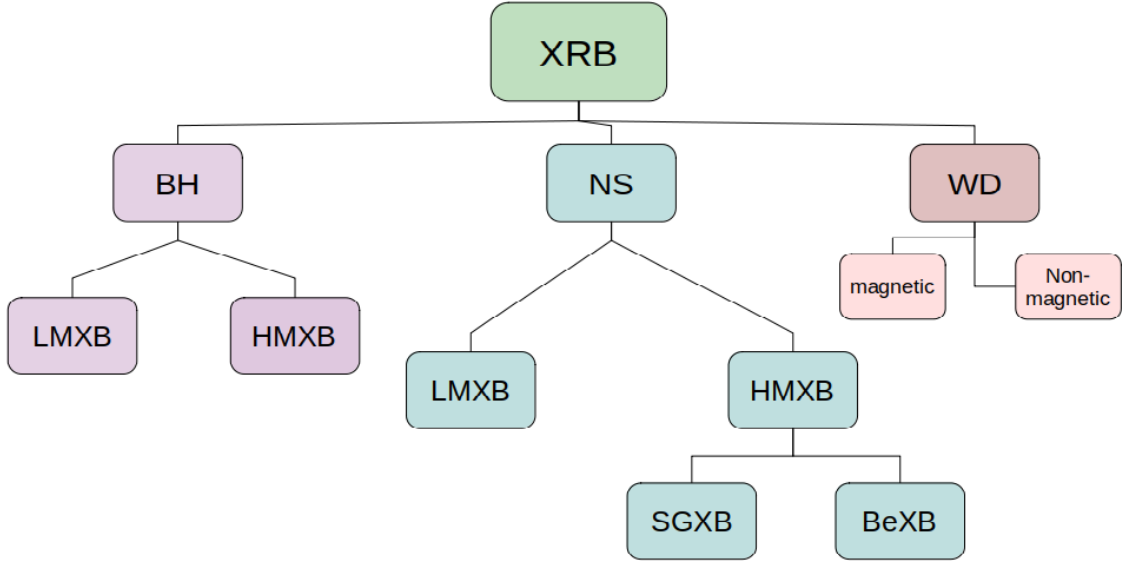 XRB
BH
NS
WD
magnetic
Non-
magnetic
LMXB
HMXB
LMXB
HMXB
SGXB
BeXB